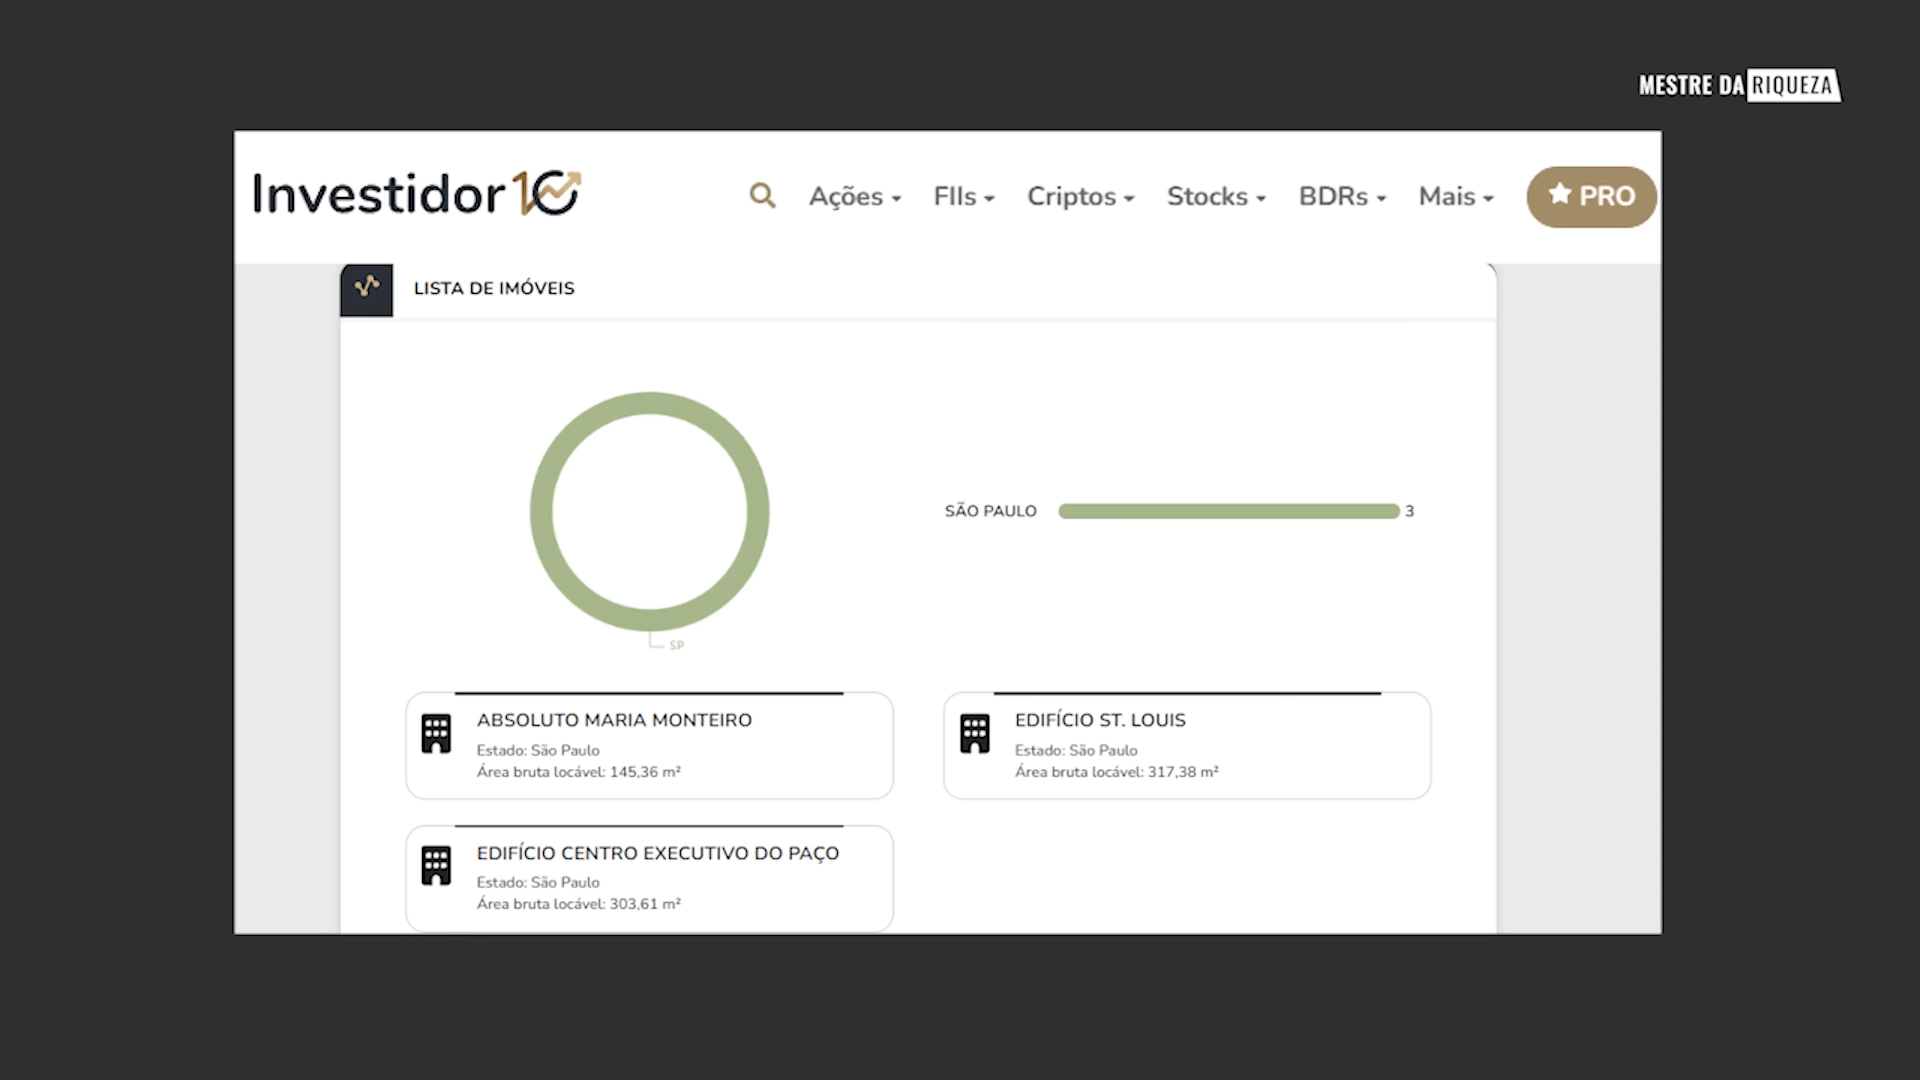 MESTRE DA RIQUEZA
Investidor10
Ações FIIs Criptos Stocks BDRs Mais PRO
LISTA DE IMÓVEIS
SÃO PAULO 3
SP
ABSOLUTO MARIA MONTEIRO
Estado: São Paulo
Área bruta locável: 145,36 m²
EDIFÍCIO ST. LOUIS
Estado: São Paulo
Área bruta locável: 317,38 m²
EDIFÍCIO CENTRO EXECUTIVO DO PAÇO
Estado: São Paulo
Área bruta locável: 303,61 m²